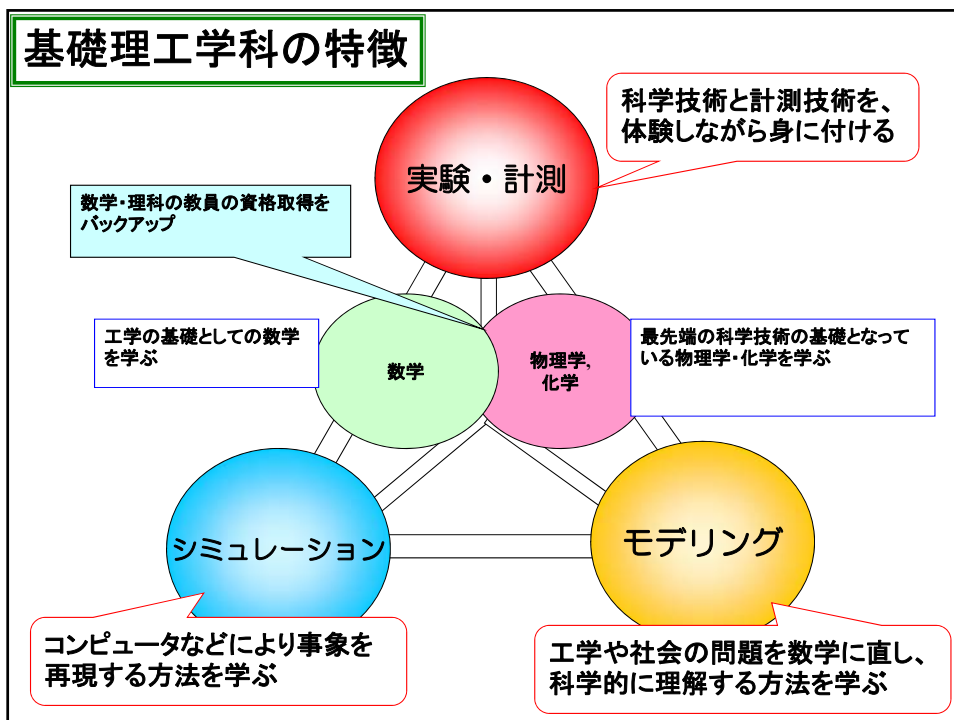 基礎理工学科の特徴
科学技術と計測技術を、
体験しながら身に付ける
実験・計測
数学・理科の教員の資格取得を
バックアップ
工学の基礎としての数学
を学ぶ
数学
物理学,
化学
最先端の科学技術の基礎となって
いる物理学・化学を学ぶ
シミュレーション
モデリング
コンピュータなどにより事象を
再現する方法を学ぶ
工学や社会の問題を数学に直し、
科学的に理解する方法を学ぶ